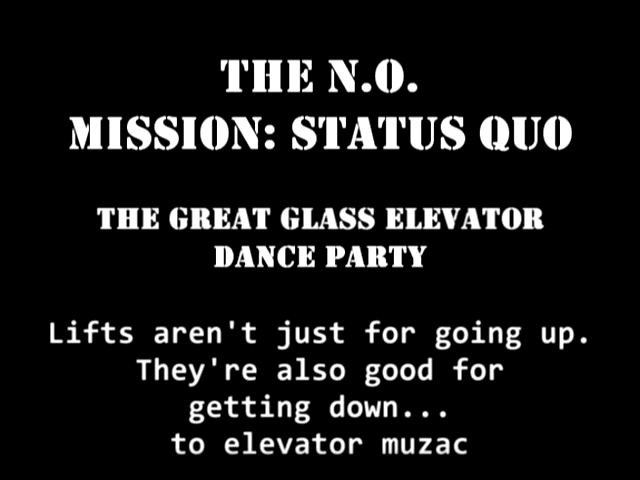 THE N.O.
MISSION: STATUS QUO
THE GREAT GLASS ELEVATOR
DANCE PARTY
Lifts aren't just for going up.
They're also good for
getting down...
to elevator muzac